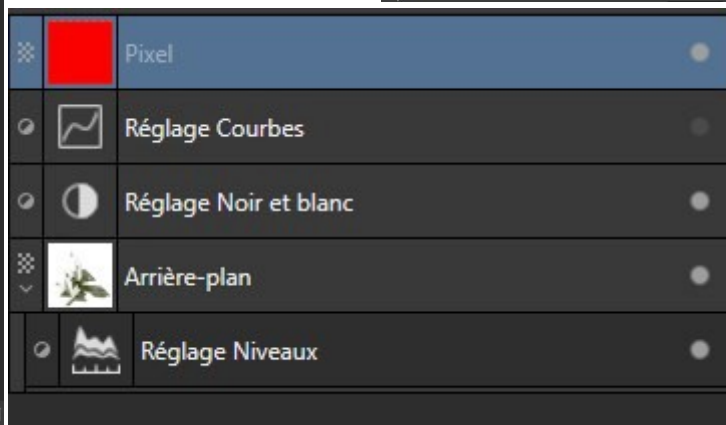 Pixel
Réglage Courbes
Réglage Noir et blanc
Arrière-plan
Réglage Niveaux